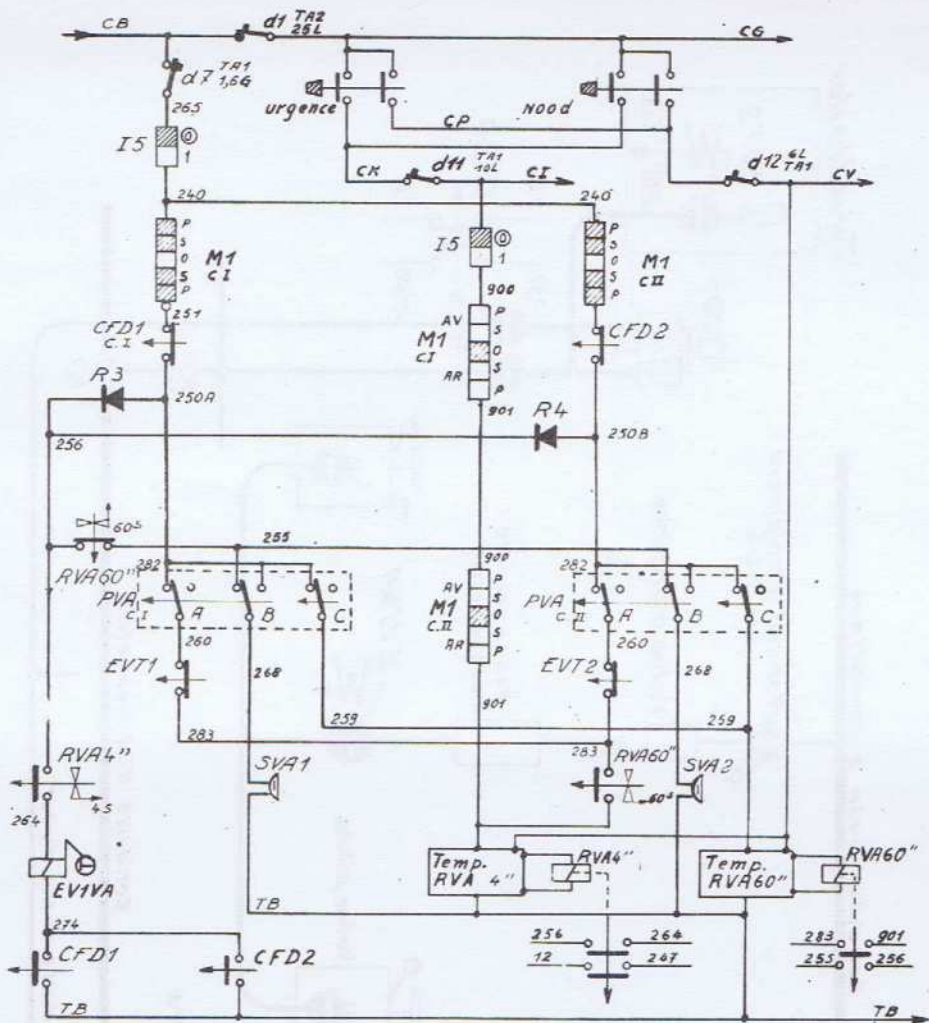 CB
d1 TA2 25L
CG
d7 TA1 1,6G
265
urgence
Nood
CP
I5 0 1
CK
d11 TA1 10L
CI
d12 6L TA1
CV
240
240
P S O S P
M1 CI
I5 0 1
P S O S P
M1 CII
251
900
CFD1 C.I
AV
M1 CI
AR
P S O S P
CFD2
R3
250A
901
R4
250B
256
60s
255
RVA60"
900
282
PVA C.I
A
B
C
AV
M1 C.II
AR
P S O S P
282
PVA C.II
A
B
C
260
260
EVT1
268
EVT2
268
259
901
259
283
283
RVA4"
4s
SVA1
RVA60"
60s
SVA2
264
Temp. RVA 4"
RVA4"
Temp. RVA60"
RVA60"
EV1VA
TB
274
256
264
283
901
CFD1
CFD2
12
247
255
256
TB
TB